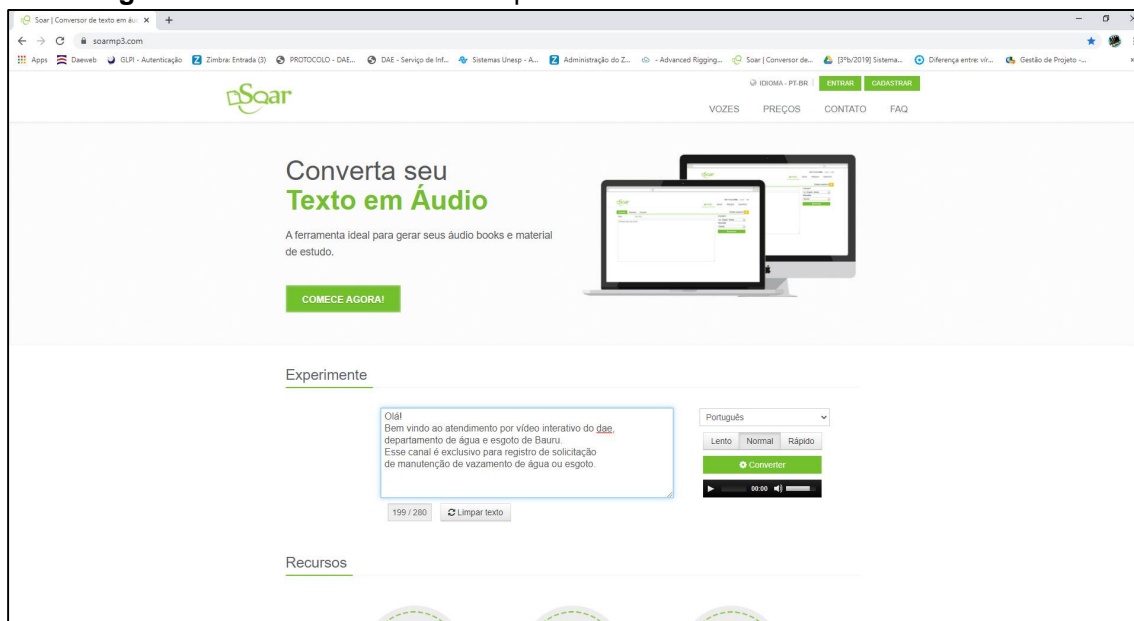 Soar | Conversor de texto em áu
soarmp3.com
Apps Daeweb GLPI - Autenticação Zimbra: Entrada (3) PROTOCOLO - DAE... DAE - Serviço de Inf... Sistemas Unesp - A... Administração do Z... - Advanced Rigging... Soar | Conversor de... [3ºb/2019] Sistema... Diferença entre: vir... Gestão de Projeto -...
Soar
IDIOMA - PT-BR ENTRAR CADASTRAR
VOZES PREÇOS CONTATO FAQ
Converta seu
Texto em Áudio
A ferramenta ideal para gerar seus áudio books e material
de estudo.
COMECE AGORA!
Experimente
Olá!
Bem vindo ao atendimento por vídeo interativo do dae,
departamento de água e esgoto de Bauru.
Esse canal é exclusivo para registro de solicitação
de manutenção de vazamento de água ou esgoto.
Português
Lento Normal Rápido
Converter
00:00
199 / 280 Limpar texto
Recursos